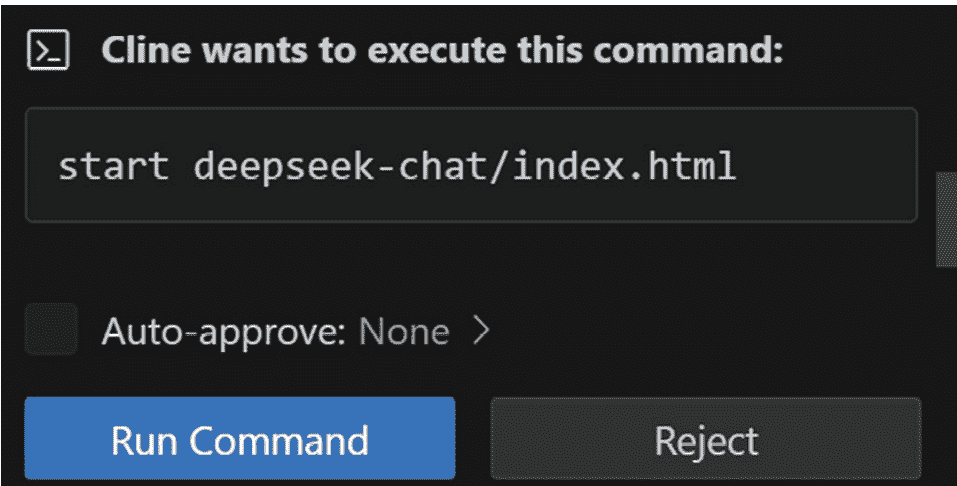 Cline wants to execute this command:
start deepseek-chat/index.html
Auto-approve: None >
Run Command
Reject